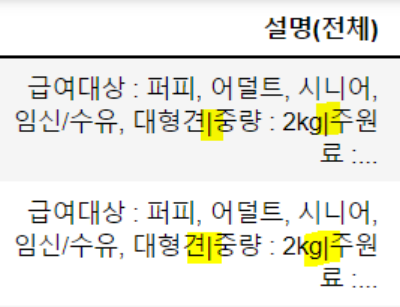 설명(전체)
급여대상 : 퍼피, 어덜트, 시니어,
임신/수유, 대형견|중량 : 2kg|주원
료 :...
급여대상 : 퍼피, 어덜트, 시니어,
임신/수유, 대형견|중량 : 2kg|주원
료 :...